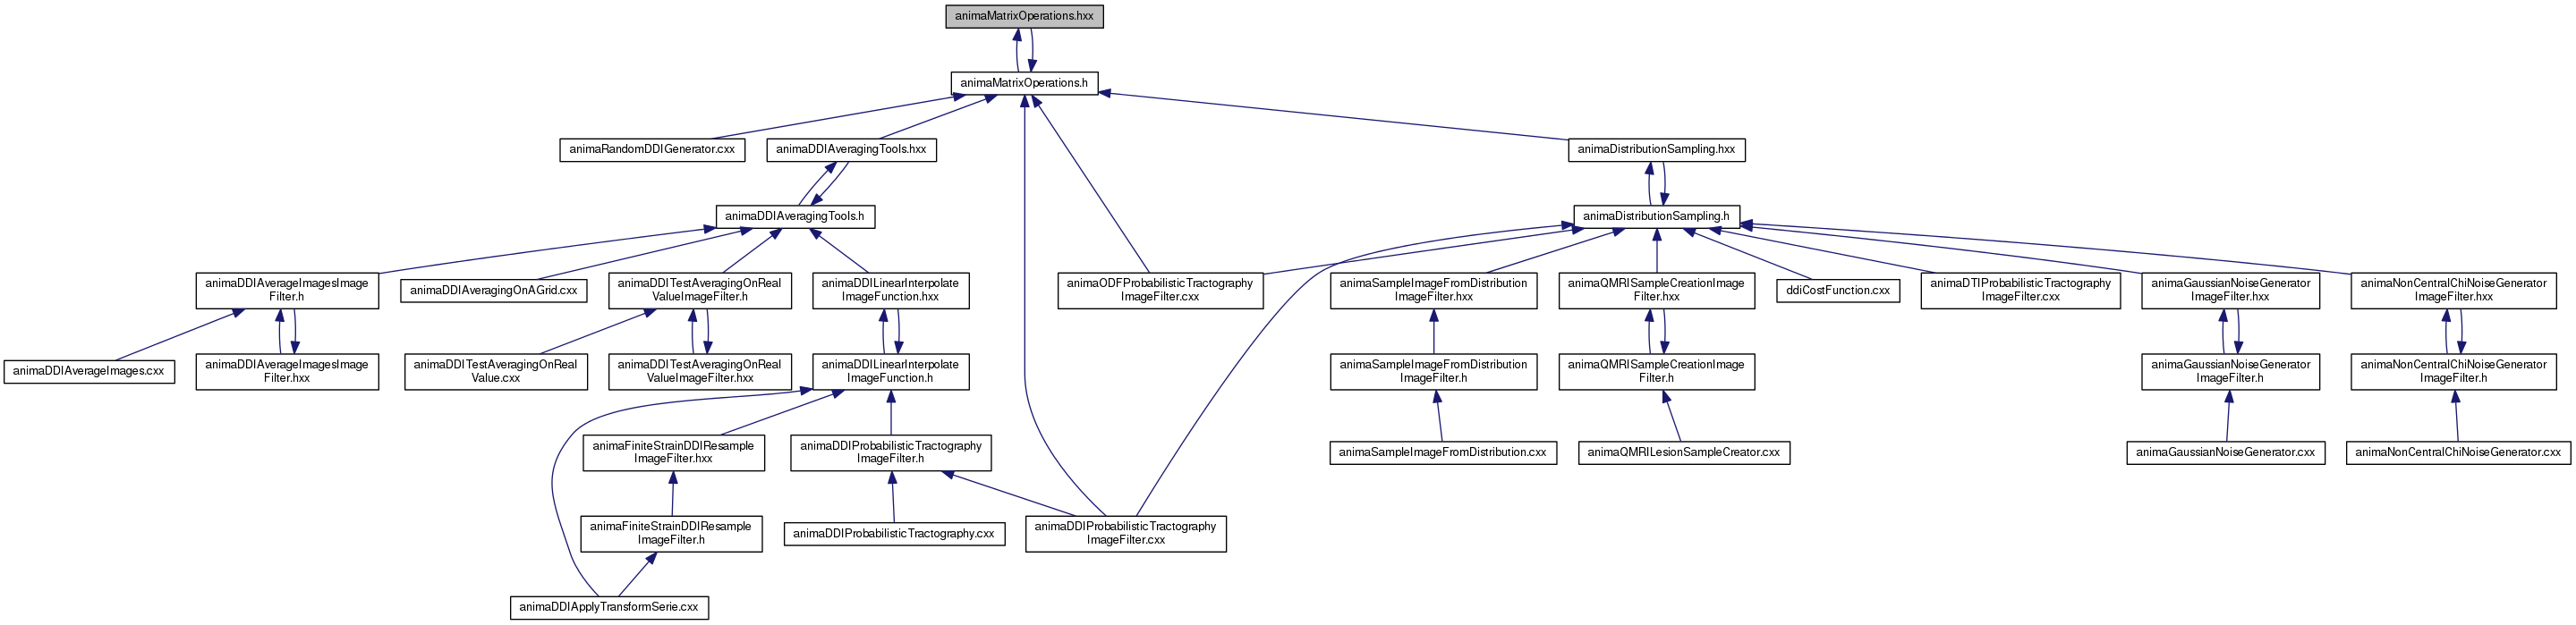 animaMatrixOperations.hxx
animaMatrixOperations.h
animaRandomDDIGenerator.cxx
animaDDIAveragingTools.hxx
animaDistributionSampling.hxx
animaDDIAveragingTools.h
animaDistributionSampling.h
animaDDIAverageImagesImage
Filter.h
animaDDIAveragingOnAGrid.cxx
animaDDITestAveragingOnReal
ValueImageFilter.h
animaDDILinearInterpolate
ImageFunction.hxx
animaODFProbabilisticTractography
ImageFilter.cxx
animaSampleImageFromDistribution
ImageFilter.hxx
animaQMRISampleCreationImage
Filter.hxx
ddiCostFunction.cxx
animaDTIProbabilisticTractography
ImageFilter.cxx
animaGaussianNoiseGenerator
ImageFilter.hxx
animaNonCentralChiNoiseGenerator
ImageFilter.hxx
animaDDIAverageImages.cxx
animaDDIAverageImagesImage
Filter.hxx
animaDDITestAveragingOnReal
Value.cxx
animaDDITestAveragingOnReal
ValueImageFilter.hxx
animaDDILinearInterpolate
ImageFunction.h
animaSampleImageFromDistribution
ImageFilter.h
animaQMRISampleCreationImage
Filter.h
animaGaussianNoiseGenerator
ImageFilter.h
animaNonCentralChiNoiseGenerator
ImageFilter.h
animaFiniteStrainDDIResample
ImageFilter.hxx
animaDDIProbabilisticTractography
ImageFilter.h
animaSampleImageFromDistribution.cxx
animaQMRILesionSampleCreator.cxx
animaGaussianNoiseGenerator.cxx
animaNonCentralChiNoiseGenerator.cxx
animaFiniteStrainDDIResample
ImageFilter.h
animaDDIProbabilisticTractography.cxx
animaDDIProbabilisticTractography
ImageFilter.cxx
animaDDIApplyTransformSerie.cxx